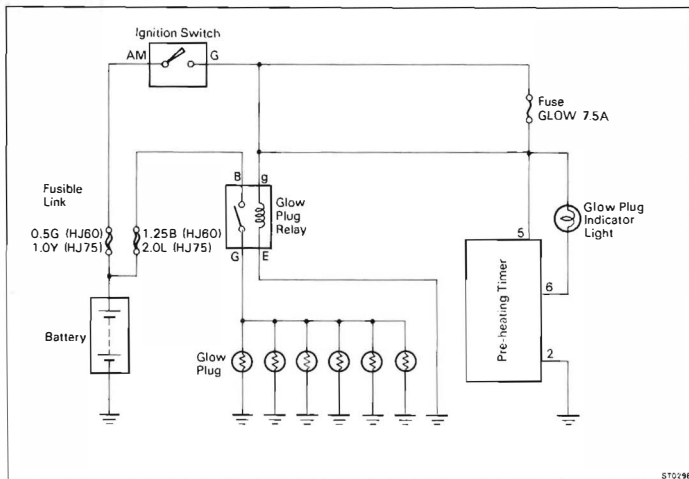 Ignition Switch
AM
G
Fuse
GLOW 7.5A
B
g
Fusible
Link
Glow
Plug
Relay
Glow Plug
Indicator
Light
0.5G (HJ60)
1.0Y (HJ75)
1.25B (HJ60)
2.0L (HJ75)
G
E
5
Pre-heating Timer
6
Battery
2
Glow
Plug
ST0296